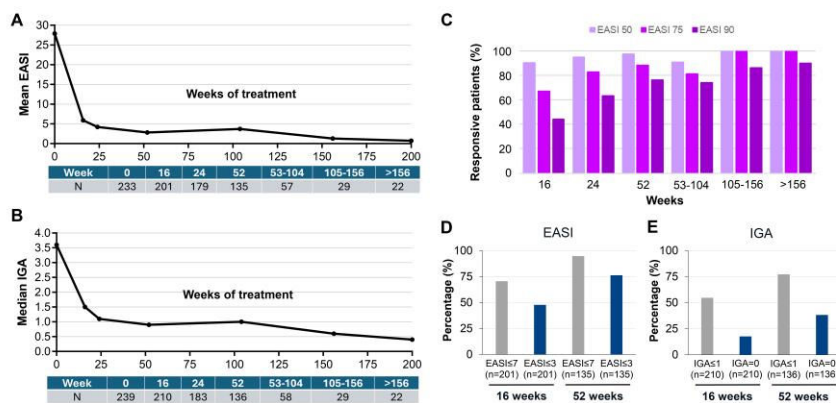 A
Mean EASI
30
25
20
15
10
5
0
Weeks of treatment
0 25 50 75 100 125 150 175 200
Week 0 16 24 52 53-104 105-156 >156
N 233 201 179 135 57 29 22
B
Median IGA
4.0
3.5
3.0
2.5
2.0
1.5
1.0
0.5
0.0
Weeks of treatment
0 25 50 75 100 125 150 175 200
Week 0 16 24 52 53-104 105-156 >156
N 239 210 183 136 58 29 22
C
EASI 50 EASI 75 EASI 90
Responsive patients (%)
100
80
60
40
20
0
16 24 52 53-104 105-156 >156
Weeks
D
EASI
Percentage (%)
100
75
50
25
0
EASI≤7 EASI≤3 EASI≤7 EASI≤3
(n=201) (n=201) (n=135) (n=135)
16 weeks 52 weeks
E
IGA
Percentage (%)
100
75
50
25
0
IGA≤1 IGA=0 IGA≤1 IGA=0
(n=210) (n=210) (n=136) (n=136
16 weeks 52 weeks